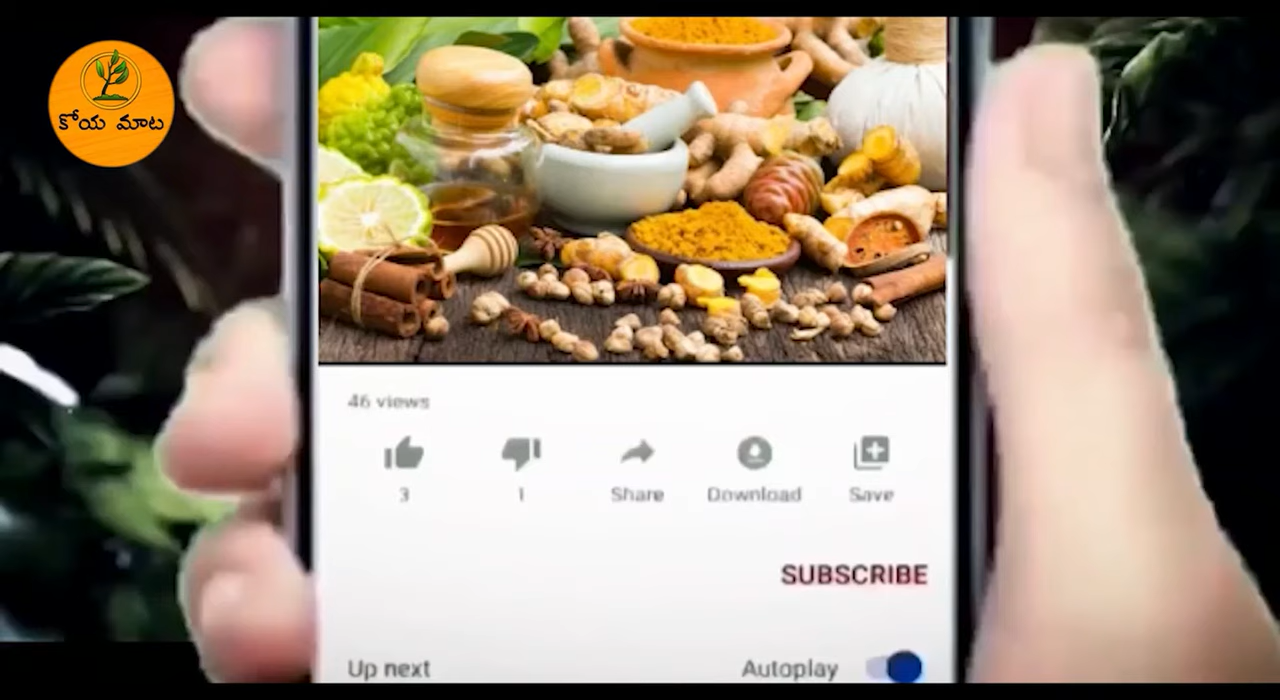 కోయ మాట
46 views
3
1
Share
Download
Save
SUBSCRIBE
Up next
Autoplay